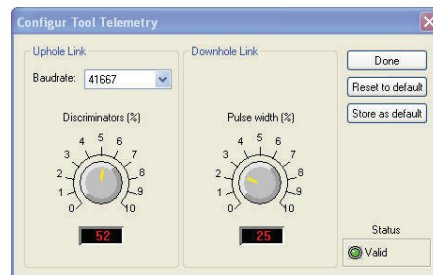 Configur Tool Telemetry
Uphole Link
Baudrate: 41667
Discriminators (%)
0 1 2 3 4 5 6 7 8 9 10
52
Downhole Link
Pulse width (%)
0 1 2 3 4 5 6 7 8 9 10
25
Done
Reset to default
Store as default
Status
Valid